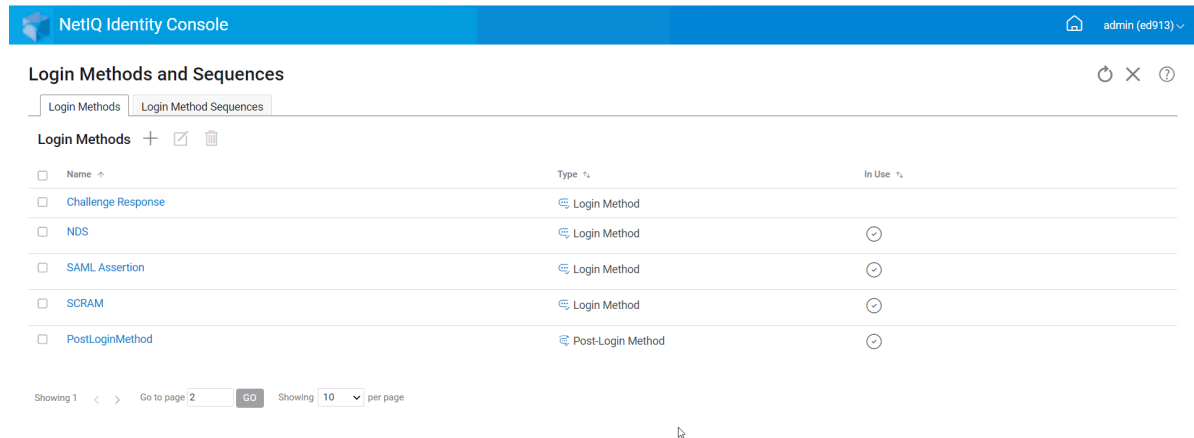 NetIQ Identity Console
admin (ed913)
Login Methods and Sequences
Login Methods
Login Method Sequences
Login Methods
Name Type In Use
Challenge Response Login Method
NDS Login Method
SAML Assertion Login Method
SCRAM Login Method
PostLoginMethod Post-Login Method
Showing 1 < > Go to page 2 GO Showing 10 per page